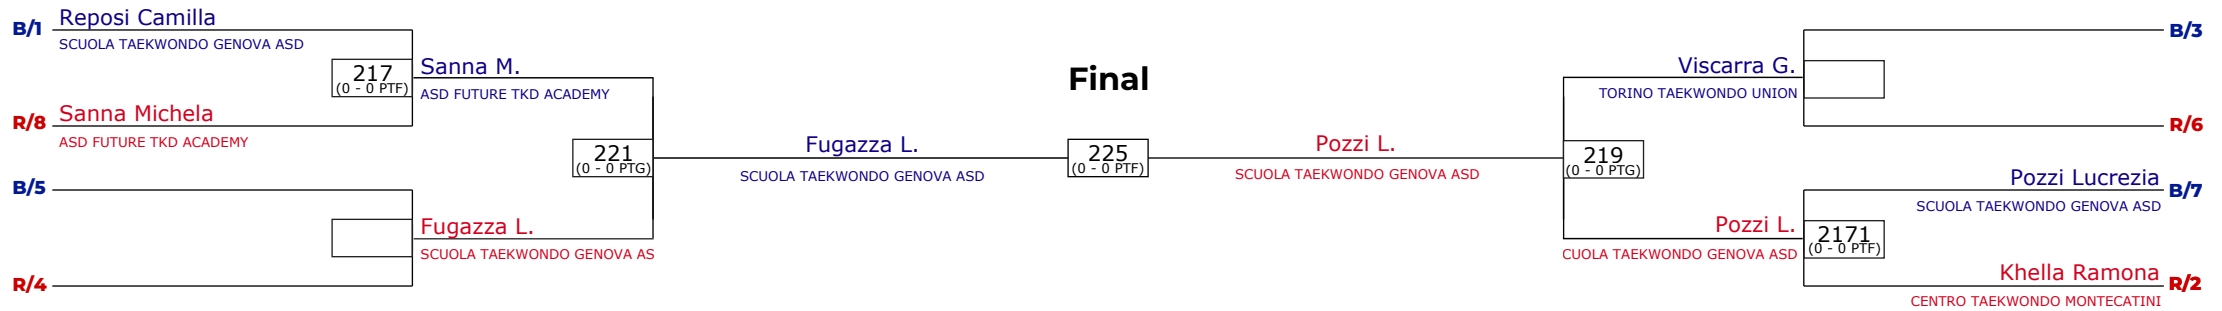 B/1
Reposi Camilla
SCUOLA TAEKWONDO GENOVA ASD
217
(0 - 0 PTF)
R/8
Sanna Michela
ASD FUTURE TKD ACADEMY
Sanna M.
ASD FUTURE TKD ACADEMY
221
(0 - 0 PTG)
B/5
R/4
Fugazza L.
SCUOLA TAEKWONDO GENOVA AS
Fugazza L.
SCUOLA TAEKWONDO GENOVA ASD
Final
225
(0 - 0 PTF)
Pozzi L.
SCUOLA TAEKWONDO GENOVA ASD
Viscarra G.
TORINO TAEKWONDO UNION
219
(0 - 0 PTG)
Pozzi L.
CUOLA TAEKWONDO GENOVA ASD
B/3
R/6
Pozzi Lucrezia
B/7
SCUOLA TAEKWONDO GENOVA ASD
2171
(0 - 0 PTF)
Khella Ramona
R/2
CENTRO TAEKWONDO MONTECATINI